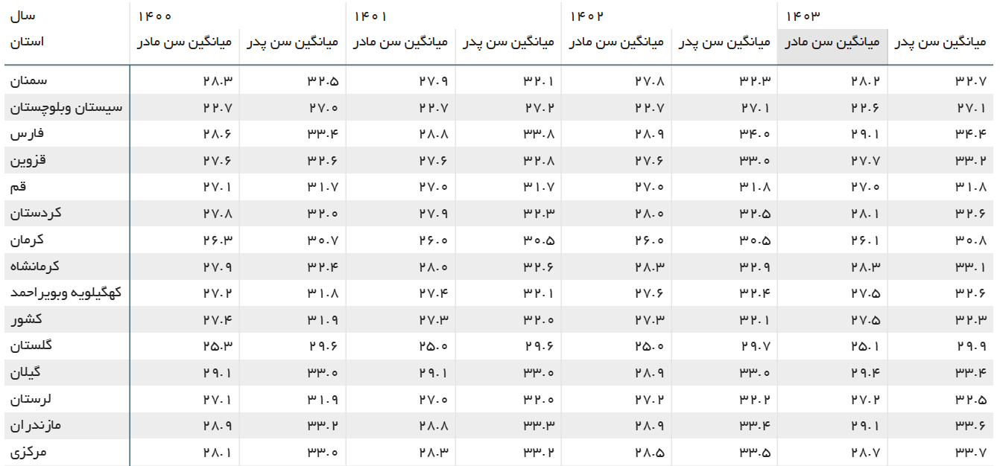 سال ۱۴۰۰ ۱۴۰۱ ۱۴۰۲ ۱۴۰۳
استان میانگین سن مادر میانگین سن پدر میانگین سن مادر میانگین سن پدر میانگین سن مادر میانگین سن پدر میانگین سن مادر میانگین سن پدر
سمنان ۲۸.۳ ۳۲.۵ ۲۷.۹ ۳۲.۱ ۲۷.۸ ۳۲.۳ ۲۸.۲ ۳۲.۷
سیستان وبلوچستان ۲۲.۷ ۲۷.۰ ۲۲.۷ ۲۷.۲ ۲۲.۷ ۲۷.۱ ۲۲.۶ ۲۷.۱
فارس ۲۸.۶ ۳۳.۴ ۲۸.۸ ۳۳.۸ ۲۸.۹ ۳۴.۰ ۲۹.۱ ۳۴.۴
قزوین ۲۷.۶ ۳۲.۶ ۲۷.۶ ۳۲.۸ ۲۷.۶ ۳۳.۰ ۲۷.۷ ۳۳.۲
قم ۲۷.۱ ۳۱.۷ ۲۷.۰ ۳۱.۷ ۲۷.۰ ۳۱.۸ ۲۷.۰ ۳۱.۸
کردستان ۲۷.۸ ۳۲.۰ ۲۷.۹ ۳۲.۳ ۲۸.۰ ۳۲.۵ ۲۸.۱ ۳۲.۶
کرمان ۲۶.۳ ۳۰.۷ ۲۶.۰ ۳۰.۵ ۲۶.۰ ۳۰.۵ ۲۶.۱ ۳۰.۸
کرمانشاه ۲۷.۹ ۳۲.۴ ۲۸.۰ ۳۲.۶ ۲۸.۳ ۳۲.۹ ۲۸.۳ ۳۳.۱
کهگیلویه وبویراحمد ۲۷.۲ ۳۱.۸ ۲۷.۴ ۳۲.۱ ۲۷.۶ ۳۲.۴ ۲۷.۵ ۳۲.۶
کشور ۲۷.۴ ۳۱.۹ ۲۷.۳ ۳۲.۰ ۲۷.۳ ۳۲.۱ ۲۷.۵ ۳۲.۳
گلستان ۲۵.۳ ۲۹.۶ ۲۵.۰ ۲۹.۶ ۲۵.۰ ۲۹.۷ ۲۵.۱ ۲۹.۹
گیلان ۲۹.۱ ۳۳.۰ ۲۹.۱ ۳۳.۰ ۲۸.۹ ۳۳.۰ ۲۹.۴ ۳۳.۴
لرستان ۲۷.۱ ۳۱.۹ ۲۷.۰ ۳۲.۰ ۲۷.۲ ۳۲.۲ ۲۷.۲ ۳۲.۵
مازندران ۲۸.۹ ۳۳.۲ ۲۸.۸ ۳۳.۳ ۲۸.۹ ۳۳.۴ ۲۹.۱ ۳۳.۶
مرکزی ۲۸.۱ ۳۳.۰ ۲۸.۳ ۳۳.۲ ۲۸.۵ ۳۳.۵ ۲۸.۷ ۳۳.۷